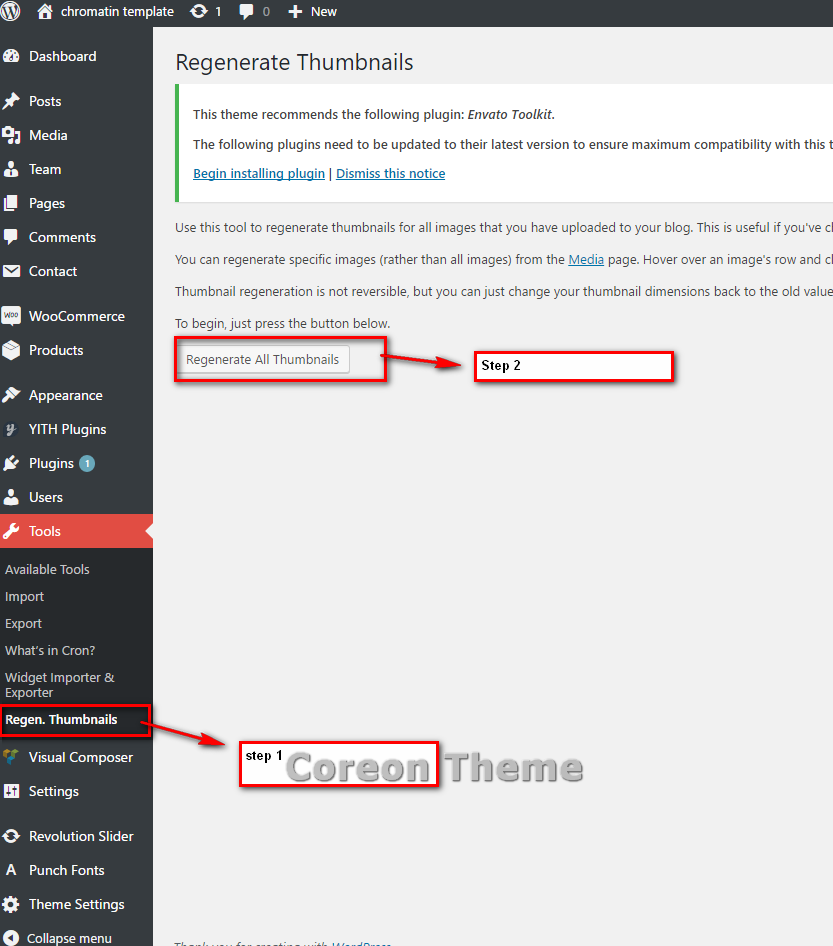 chromatin template 1 0 + New
Dashboard
Posts
Media
Team
Pages
Comments
Contact
WooCommerce
Products
Appearance
YITH Plugins
Plugins 1
Users
Tools
Available Tools
Import
Export
What's in Cron?
Widget Importer &
Exporter
Regen. Thumbnails
Visual Composer
Settings
Revolution Slider
Punch Fonts
Theme Settings
Collapse menu
Regenerate Thumbnails
This theme recommends the following plugin: Envato Toolkit.
The following plugins need to be updated to their latest version to ensure maximum compatibility with this t
Begin installing plugin | Dismiss this notice
Use this tool to regenerate thumbnails for all images that you have uploaded to your blog. This is useful if you've c
You can regenerate specific images (rather than all images) from the Media page. Hover over an image's row and c
Thumbnail regeneration is not reversible, but you can just change your thumbnail dimensions back to the old value
To begin, just press the button below.
Regenerate All Thumbnails
Step 2
step 1
Coreon Theme